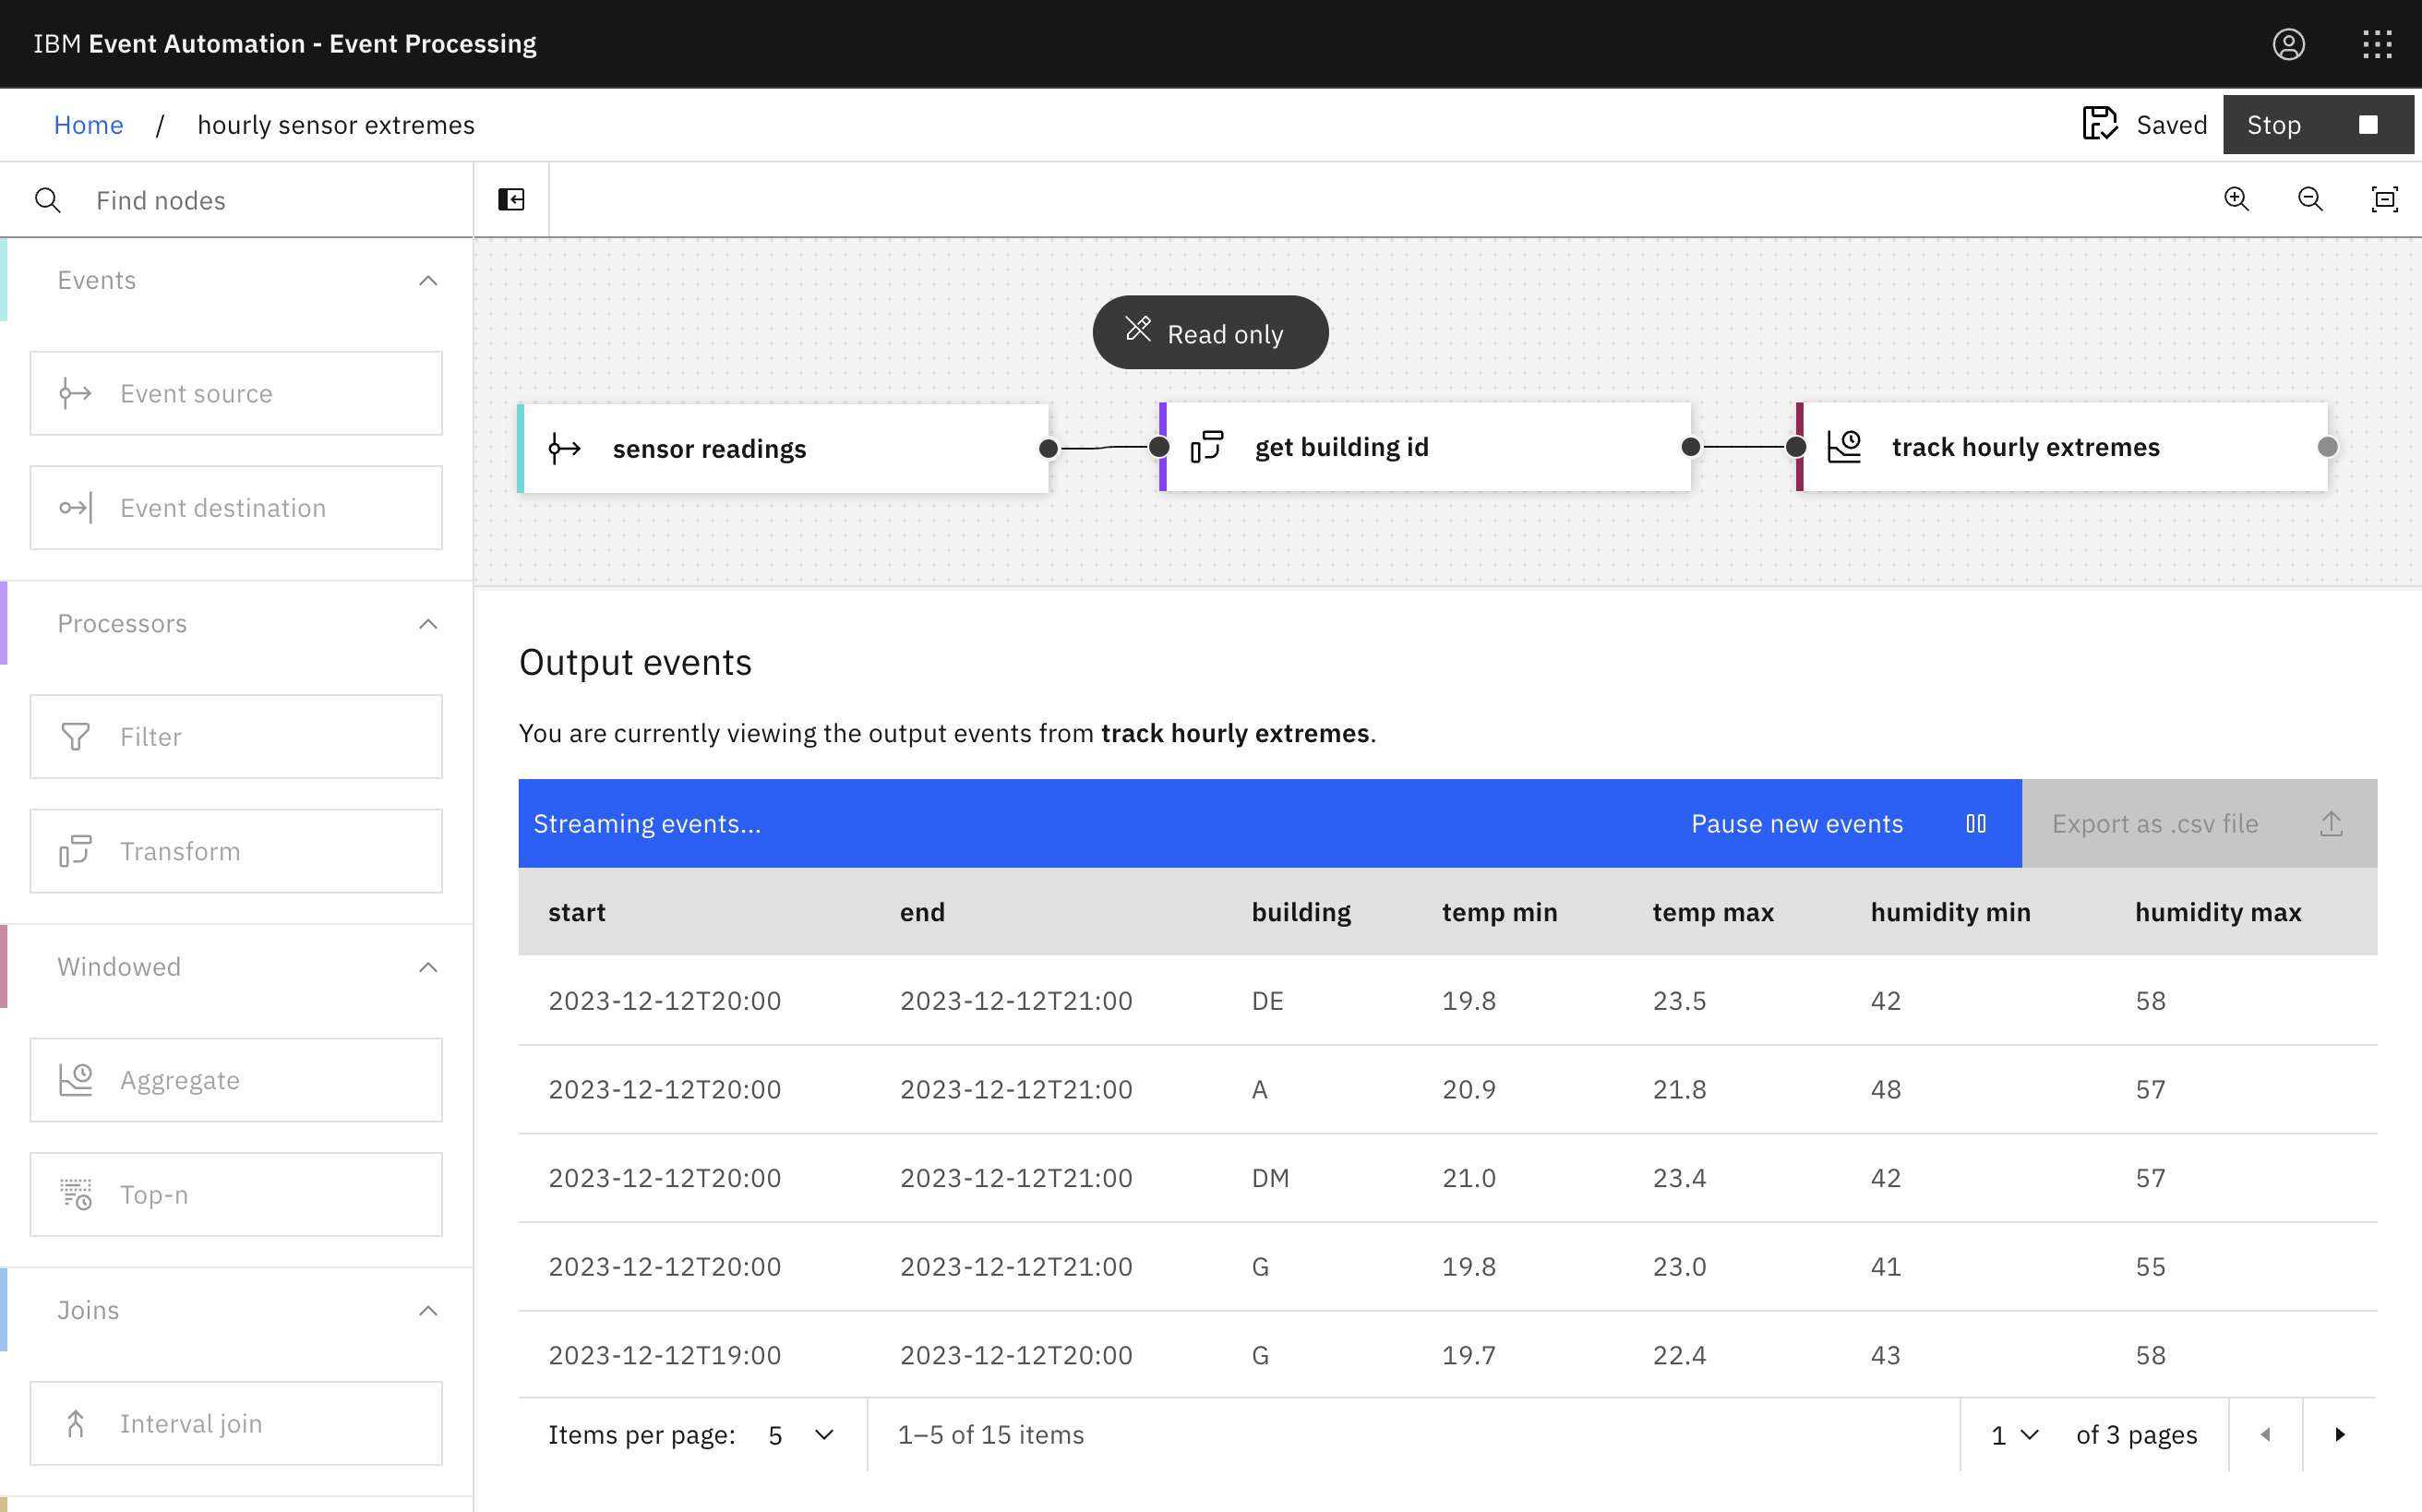 IBM Event Automation - Event Processing
Home / hourly sensor extremes
Saved
Stop
Find nodes
Events
Event source
Event destination
Processors
Filter
Transform
Windowed
Aggregate
Top-n
Joins
Interval join
Read only
sensor readings
get building id
track hourly extremes
Output events
You are currently viewing the output events from track hourly extremes.
Streaming events...
Pause new events
Export as .csv file
start end building temp min temp max humidity min humidity max
2023-12-12T20:00 2023-12-12T21:00 DE 19.8 23.5 42 58
2023-12-12T20:00 2023-12-12T21:00 A 20.9 21.8 48 57
2023-12-12T20:00 2023-12-12T21:00 DM 21.0 23.4 42 57
2023-12-12T20:00 2023-12-12T21:00 G 19.8 23.0 41 55
2023-12-12T19:00 2023-12-12T20:00 G 19.7 22.4 43 58
Items per page: 5
1–5 of 15 items
1 of 3 pages